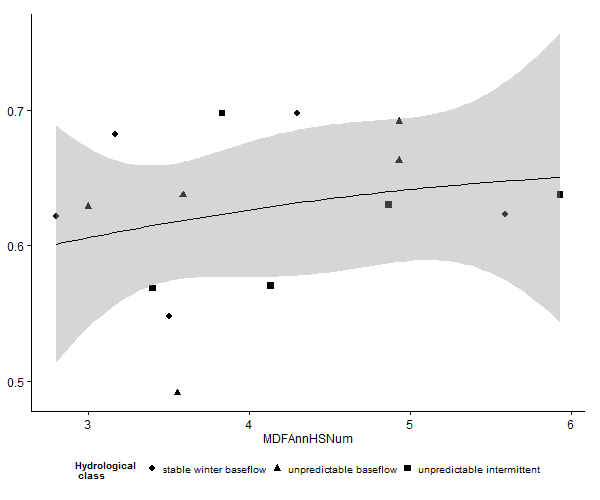 0.7
0.6
0.5
3 4 5 6
MDFAnnHSNum
Hydrological
class
stable winter baseflow unpredictable baseflow unpredictable intermittent